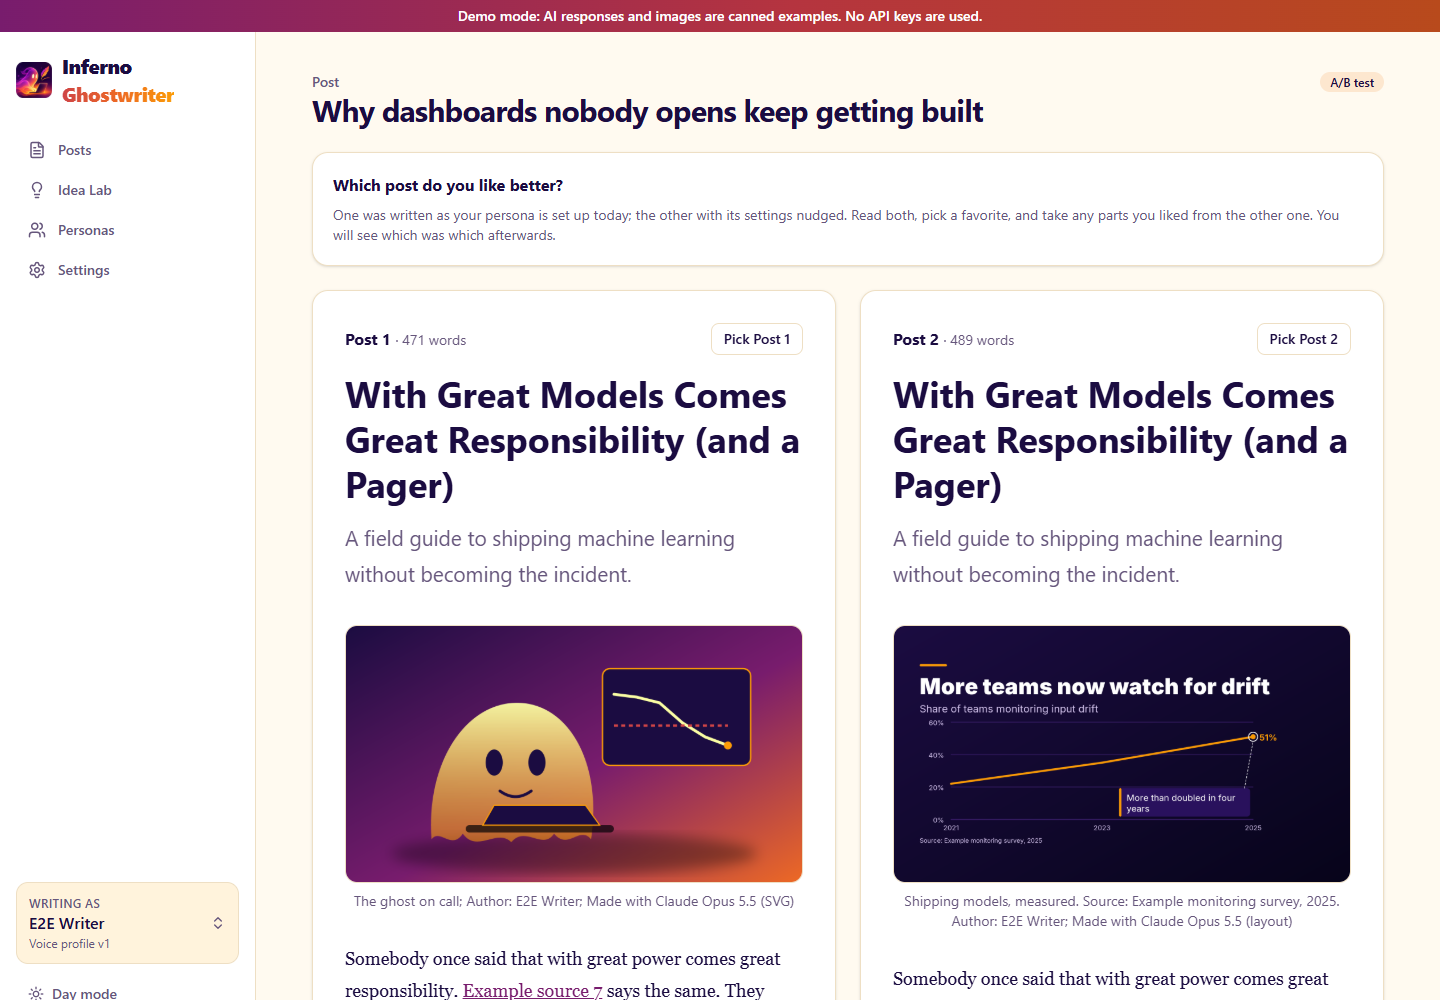 Demo mode: AI responses and images are canned examples. No API keys are used.
Inferno
Ghostwriter
Posts
Idea Lab
Personas
Settings
WRITING AS
E2E Writer
Voice profile v1
Day mode
Post
A/B test
Why dashboards nobody opens keep getting built
Which post do you like better?
One was written as your persona is set up today; the other with its settings nudged. Read both, pick a favorite, and take any parts you liked from the other one. You
will see which was which afterwards.
Post 1 · 471 words
Pick Post 1
With Great Models Comes
Great Responsibility (and a
Pager)
A field guide to shipping machine learning
without becoming the incident.
The ghost on call; Author: E2E Writer; Made with Claude Opus 5.5 (SVG)
Somebody once said that with great power comes great
responsibility. Example source 7 says the same. They
Post 2 · 489 words
Pick Post 2
With Great Models Comes
Great Responsibility (and a
Pager)
A field guide to shipping machine learning
without becoming the incident.
More teams now watch for drift
Share of teams monitoring input drift
60%
51%
40%
20%
More than doubled in four
years
0%
2021
2023
2025
Source: Example monitoring survey, 2025
Shipping models, measured. Source: Example monitoring survey, 2025.
Author: E2E Writer; Made with Claude Opus 5.5 (layout)
Somebody once said that with great power comes great